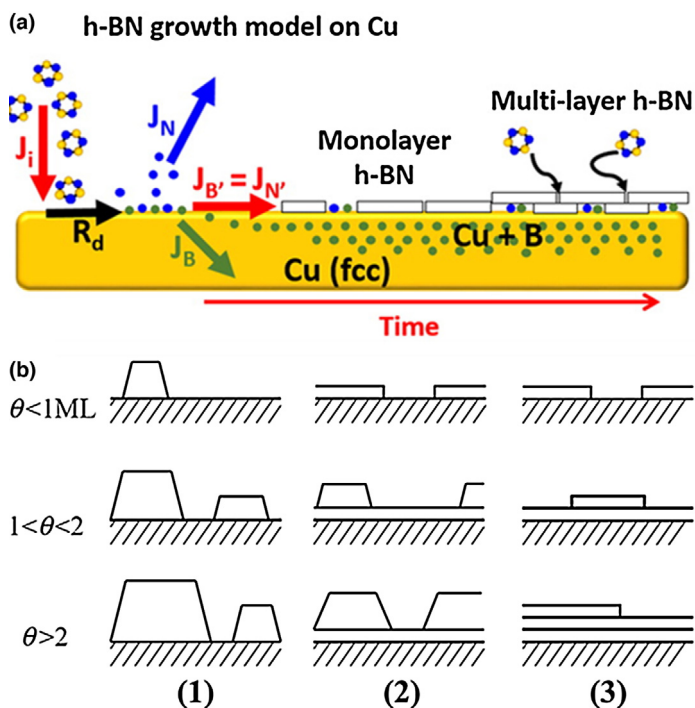 (a)
h-BN growth model on Cu
J_N
Multi-layer h-BN
J_i
Monolayer
h-BN
J_B' = J_N'
R_d
J_B
Cu + B
Cu (fcc)
Time
(b)
θ<1ML
1<θ<2
θ>2
(1)
(2)
(3)